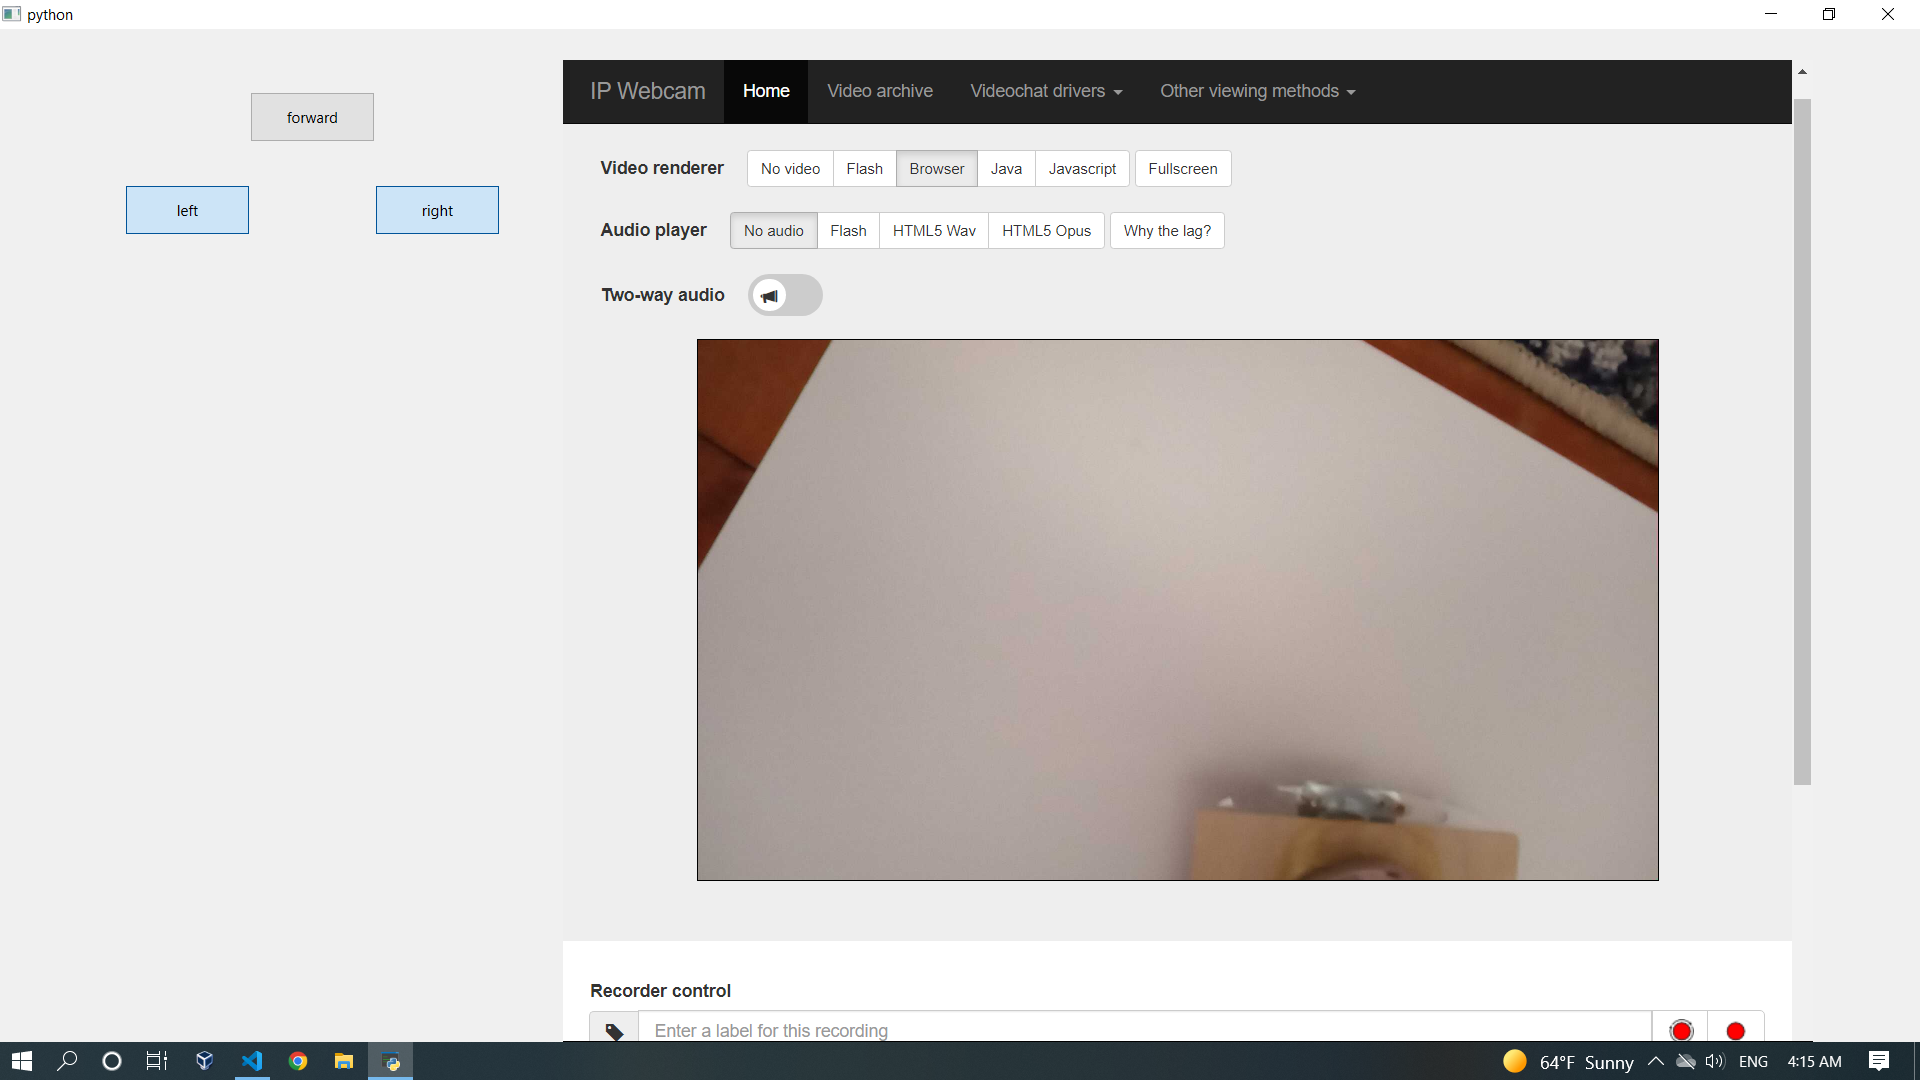 python
forward
left
right
IP Webcam Home Video archive Videochat drivers Other viewing methods
Video renderer No video Flash Browser Java Javascript Fullscreen
Audio player No audio Flash HTML5 Wav HTML5 Opus Why the lag?
Two-way audio
Recorder control
Enter a label for this recording
64°F Sunny ENG 4:15 AM